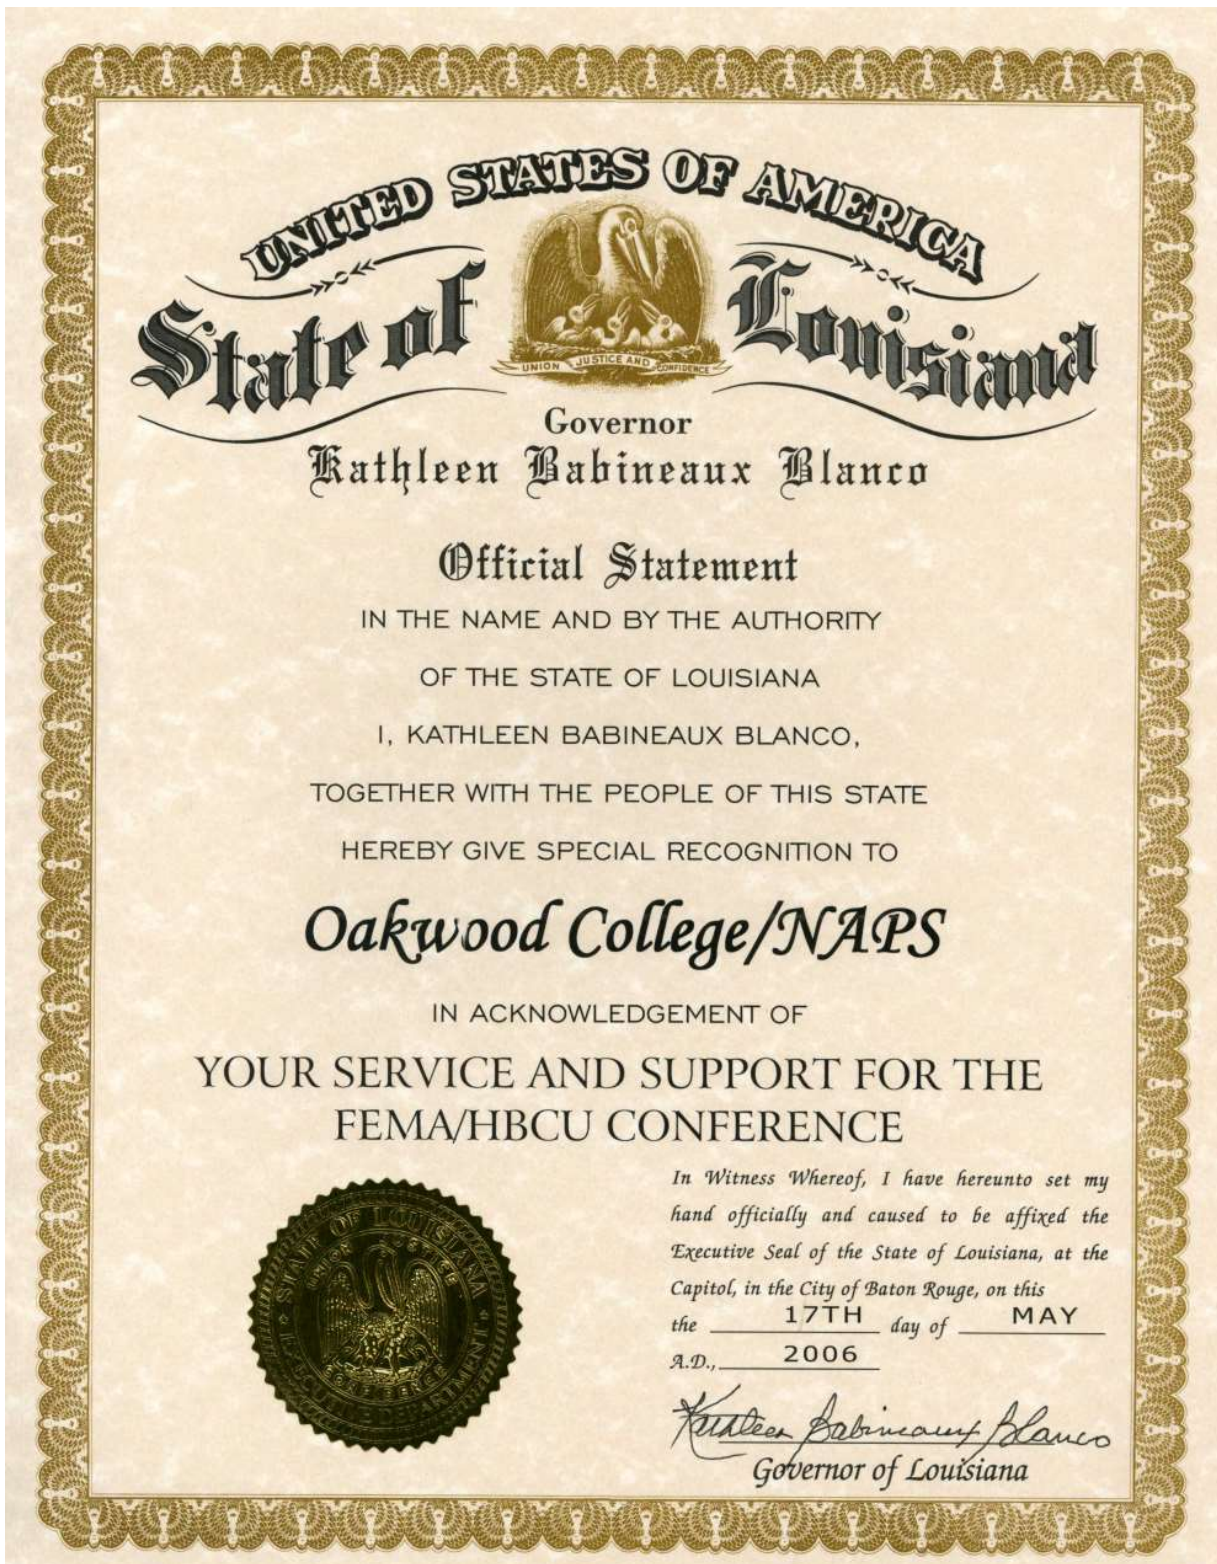 UNITED STATES OF AMERICA
State of Louisiana
UNION JUSTICE AND CONFIDENCE
Governor
Kathleen Babineaux Blanco
Official Statement
IN THE NAME AND BY THE AUTHORITY
OF THE STATE OF LOUISIANA
I, KATHLEEN BABINEAUX BLANCO,
TOGETHER WITH THE PEOPLE OF THIS STATE
HEREBY GIVE SPECIAL RECOGNITION TO
Oakwood College/NAPS
IN ACKNOWLEDGEMENT OF
YOUR SERVICE AND SUPPORT FOR THE
FEMA/HBCU CONFERENCE
In Witness Whereof, I have hereunto set my
hand officially and caused to be affixed the
Executive Seal of the State of Louisiana, at the
Capitol, in the City of Baton Rouge, on this
the 17TH day of MAY
A.D., 2006
Kathleen Babineaux Blanco
Governor of Louisiana
STATE OF LOUISIANA
UNION JUSTICE
CONFIDENCE
EXECUTIVE DEPARTMENT